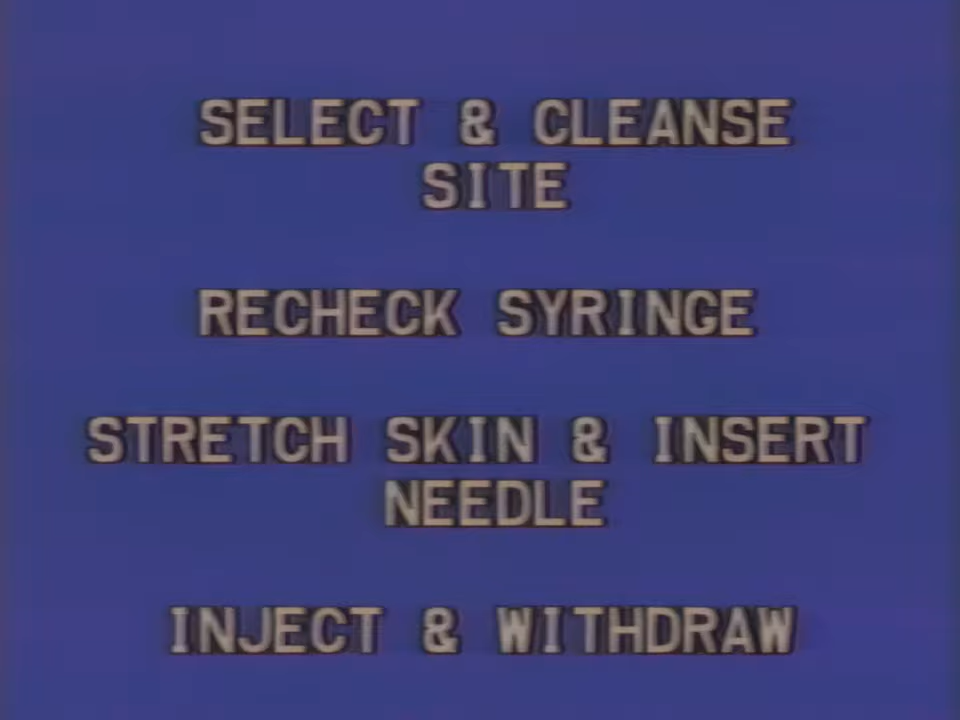 SELECT & CLEANSE
SITE
RECHECK SYRINGE
STRETCH SKIN & INSERT
NEEDLE
INJECT & WITHDRAW